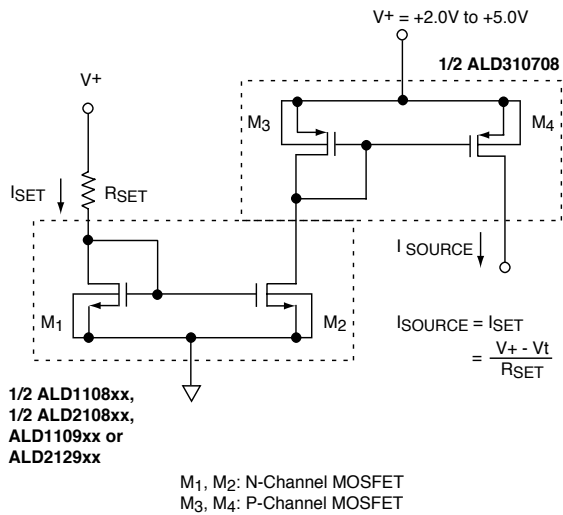 V+ = +2.0V to +5.0V
1/2 ALD310708
V+
M3
M4
ISET
RSET
I SOURCE
M1
M2
ISOURCE = ISET
= V+ - Vt
RSET
1/2 ALD1108xx,
1/2 ALD2108xx,
ALD1109xx or
ALD2129xx
M1, M2: N-Channel MOSFET
M3, M4: P-Channel MOSFET